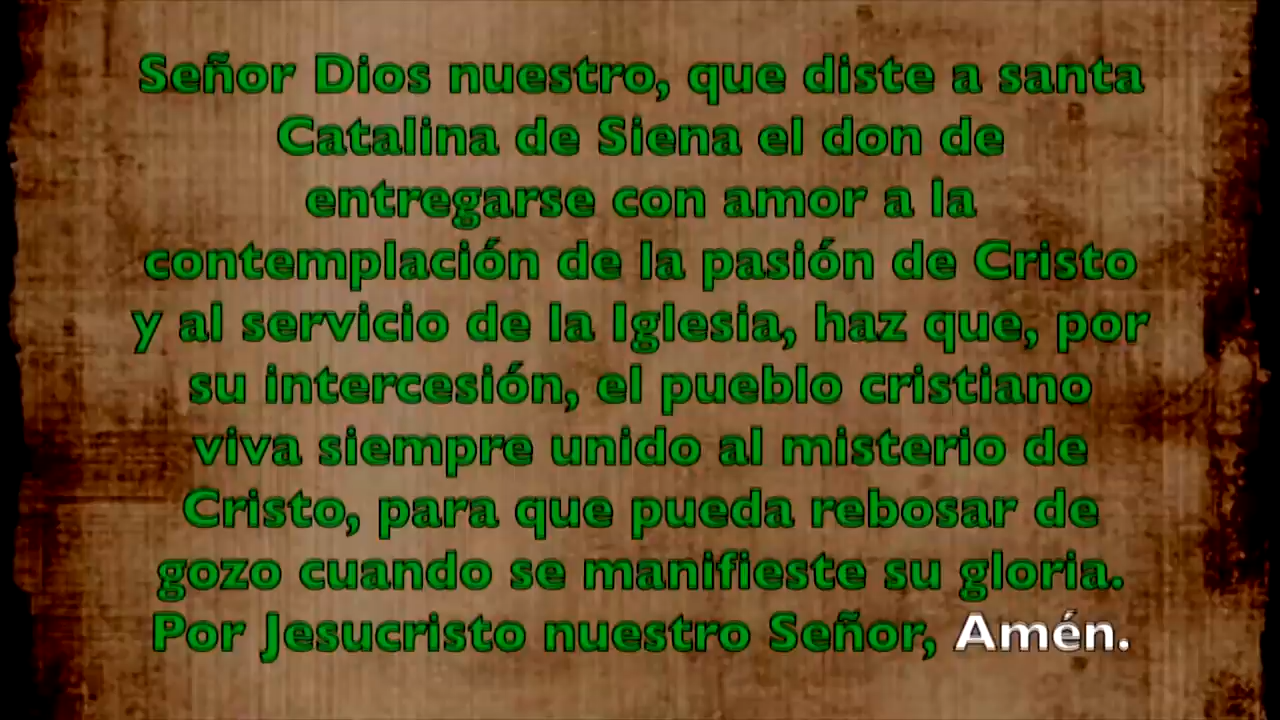 Señor Dios nuestro, que diste a santa
Catalina de Siena el don de
entregarse con amor a la
contemplación de la pasión de Cristo
y al servicio de la Iglesia, haz que, por
su intercesión, el pueblo cristiano
viva siempre unido al misterio de
Cristo, para que pueda rebosar de
gozo cuando se manifieste su gloria.
Por Jesucristo nuestro Señor, Amén.